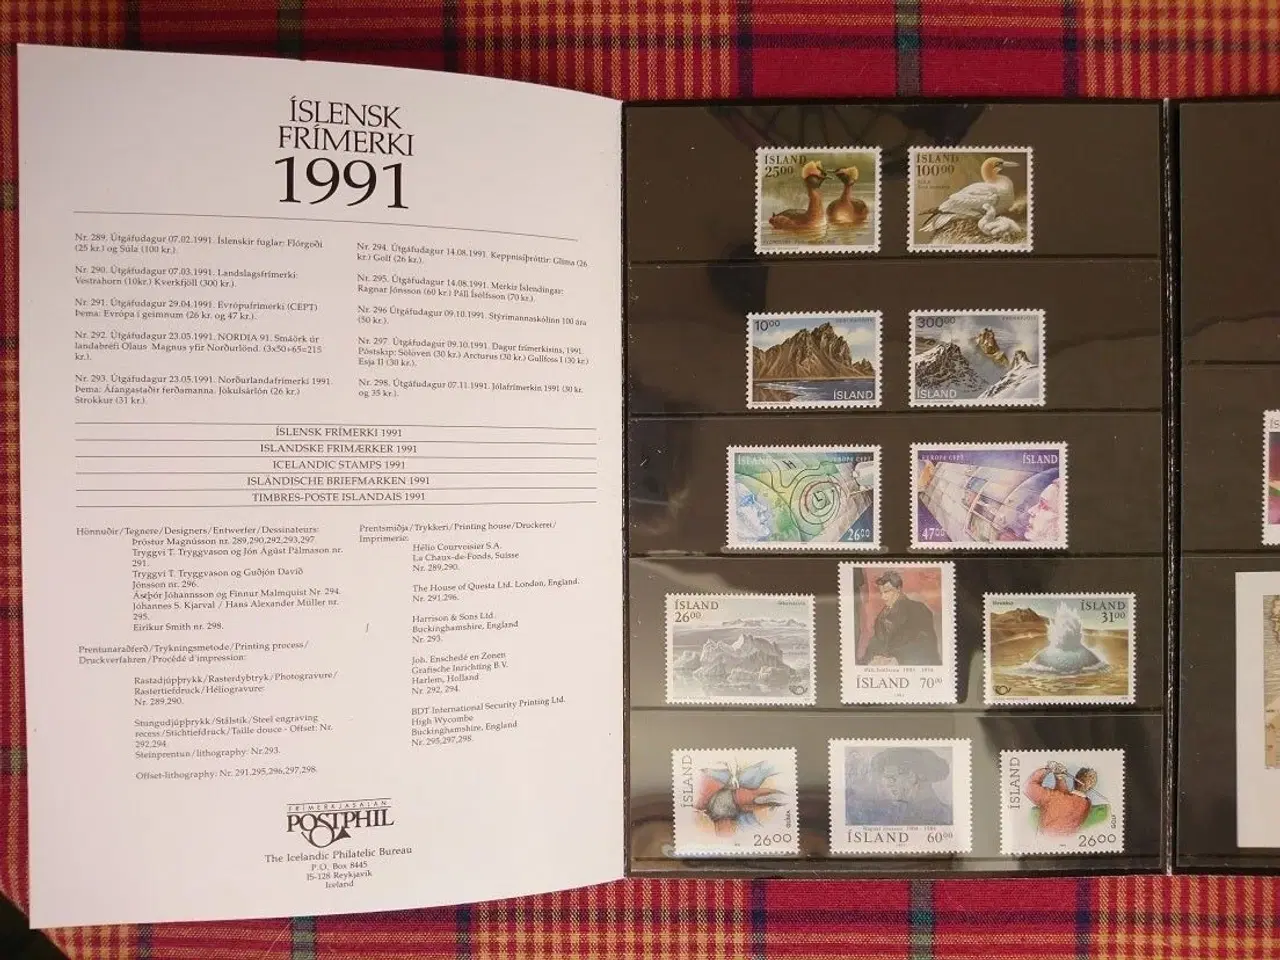 ÍSLENSK
FRÍMERKI
1991
Nr. 289. Útgáfudagur 07.02.1991. Íslenskir fuglar: Flórgoði
(25 kr.) og Súla (100 kr.).
Nr. 290. Útgáfudagur 07.03.1991. Landslagsfrímerki:
Vestrahorn (10kr.) Kverkfjöll (300 kr.).
Nr. 291. Útgáfudagur 29.04.1991. Evrópufrímerki (CEPT)
Þema: Evrópa í geimnum (26 kr. og 47 kr.).
Nr. 292. Útgáfudagur 23.05.1991. NORDIA 91. Smáörk úr
landabréfi Olaus Magnus yfir Norðurlönd. (3x50+65=215
kr.).
Nr. 293. Útgáfudagur 23.05.1991. Norðurlandafrímerki 1991.
Þema: Áfangastaðir ferðamanna. Jökulsárlón (26 kr.)
Strokkur (31 kr.).
Nr. 294. Útgáfudagur 14.08.1991. Keppnisíþróttir: Glíma (26
kr.) Golf (26 kr.).
Nr. 295. Útgáfudagur 14.08.1991. Merkir Íslendingar:
Ragnar Jónsson (60 kr.) Páll Ísólfsson (70 kr.).
Nr. 296 Útgáfudagur 09.10.1991. Stýrimannaskólinn 100 ára
(50 kr.).
Nr. 297. Útgáfudagur 09.10.1991. Dagur frímerkisins, 1991.
Póstskip: Sölöven (30 kr.) Arcturus (30 kr.) Gullfoss I (30 kr.)
Esja II (30 kr.).
Nr. 298. Útgáfudagur 07.11.1991. Jólafrímerkin 1991 (30 kr.
og 35 kr.).
ÍSLENSK FRÍMERKI 1991
ISLANDSKE FRIMÆRKER 1991
ICELANDIC STAMPS 1991
ISLÄNDISCHE BRIEFMARKEN 1991
TIMBRES-POSTE ISLANDAIS 1991
Hönnuðir/Tegnere/Designers/Entwerfer/Dessinateurs:
Þröstur Magnússon nr. 289,290,292,293,297
Tryggvi T. Tryggvason og Jón Ágúst Pálmason nr.
291.
Tryggvi T. Tryggvason og Guðjón Davíð
Jónsson nr. 296.
Ástþór Jóhannsson og Finnur Malmquist Nr. 294.
Jóhannes S. Kjarval / Hans Alexander Müller nr.
295.
Eiríkur Smith nr. 298.
Prentunaraðferð/Trykningsmetode/Printing process/
Druckverfahren/Procédé d'impression:
Rastadjúpþrykk/Rasterdybtryk/Photogravure/
Rastertiefdruck/Héliogravure:
Nr. 289,290.
Stungudjúpþrykk/Stålstik/Steel engraving
recess/Stichtiefdruck/Taille douce - Offset: Nr.
292,294.
Steinprentun/lithography: Nr.293.
Offset-lithography: Nr. 291,295,296,297,298.
Prentsmiðja/Trykkeri/Printing house/Druckerei/
Imprimerie:
Hélio Courvoisier S.A.
La Chaux-de-Fonds, Suisse
Nr. 289,290.
The House of Questa Ltd. London, England.
Nr. 291,296.
Harrison & Sons Ltd.
Buckinghamshire, England
Nr. 293.
Joh. Enschedé en Zonen
Grafische Inrichting B.V.
Harlem, Holland
Nr. 292, 294.
BDT International Security Printing Ltd.
High Wycombe
Buckinghamshire, England
Nr. 295,297,298.
FRÍMERKJASALAN
POSTPHIL
The Icelandic Philatelic Bureau
P.O. Box 8445
IS-128 Reykjavik
Iceland
ÍSLAND
25 00
ÍSLAND
100 00
SÚLA
10 00
ÍSLAND
300 00
ÍSLAND
ÍSLAND
EUROPA CEPT
26 00
EUROPA CEPT
ÍSLAND
47 00
ÍSLAND
26 00
Páll Ísólfsson 1893 - 1974
ÍSLAND 70 00
Strokkur
ÍSLAND
31 00
ÍSLAND
GLÍMA
26 00
Ragnar Jónsson 1904 - 1984
ÍSLAND 60 00
ÍSLAND
GOLF
26 00